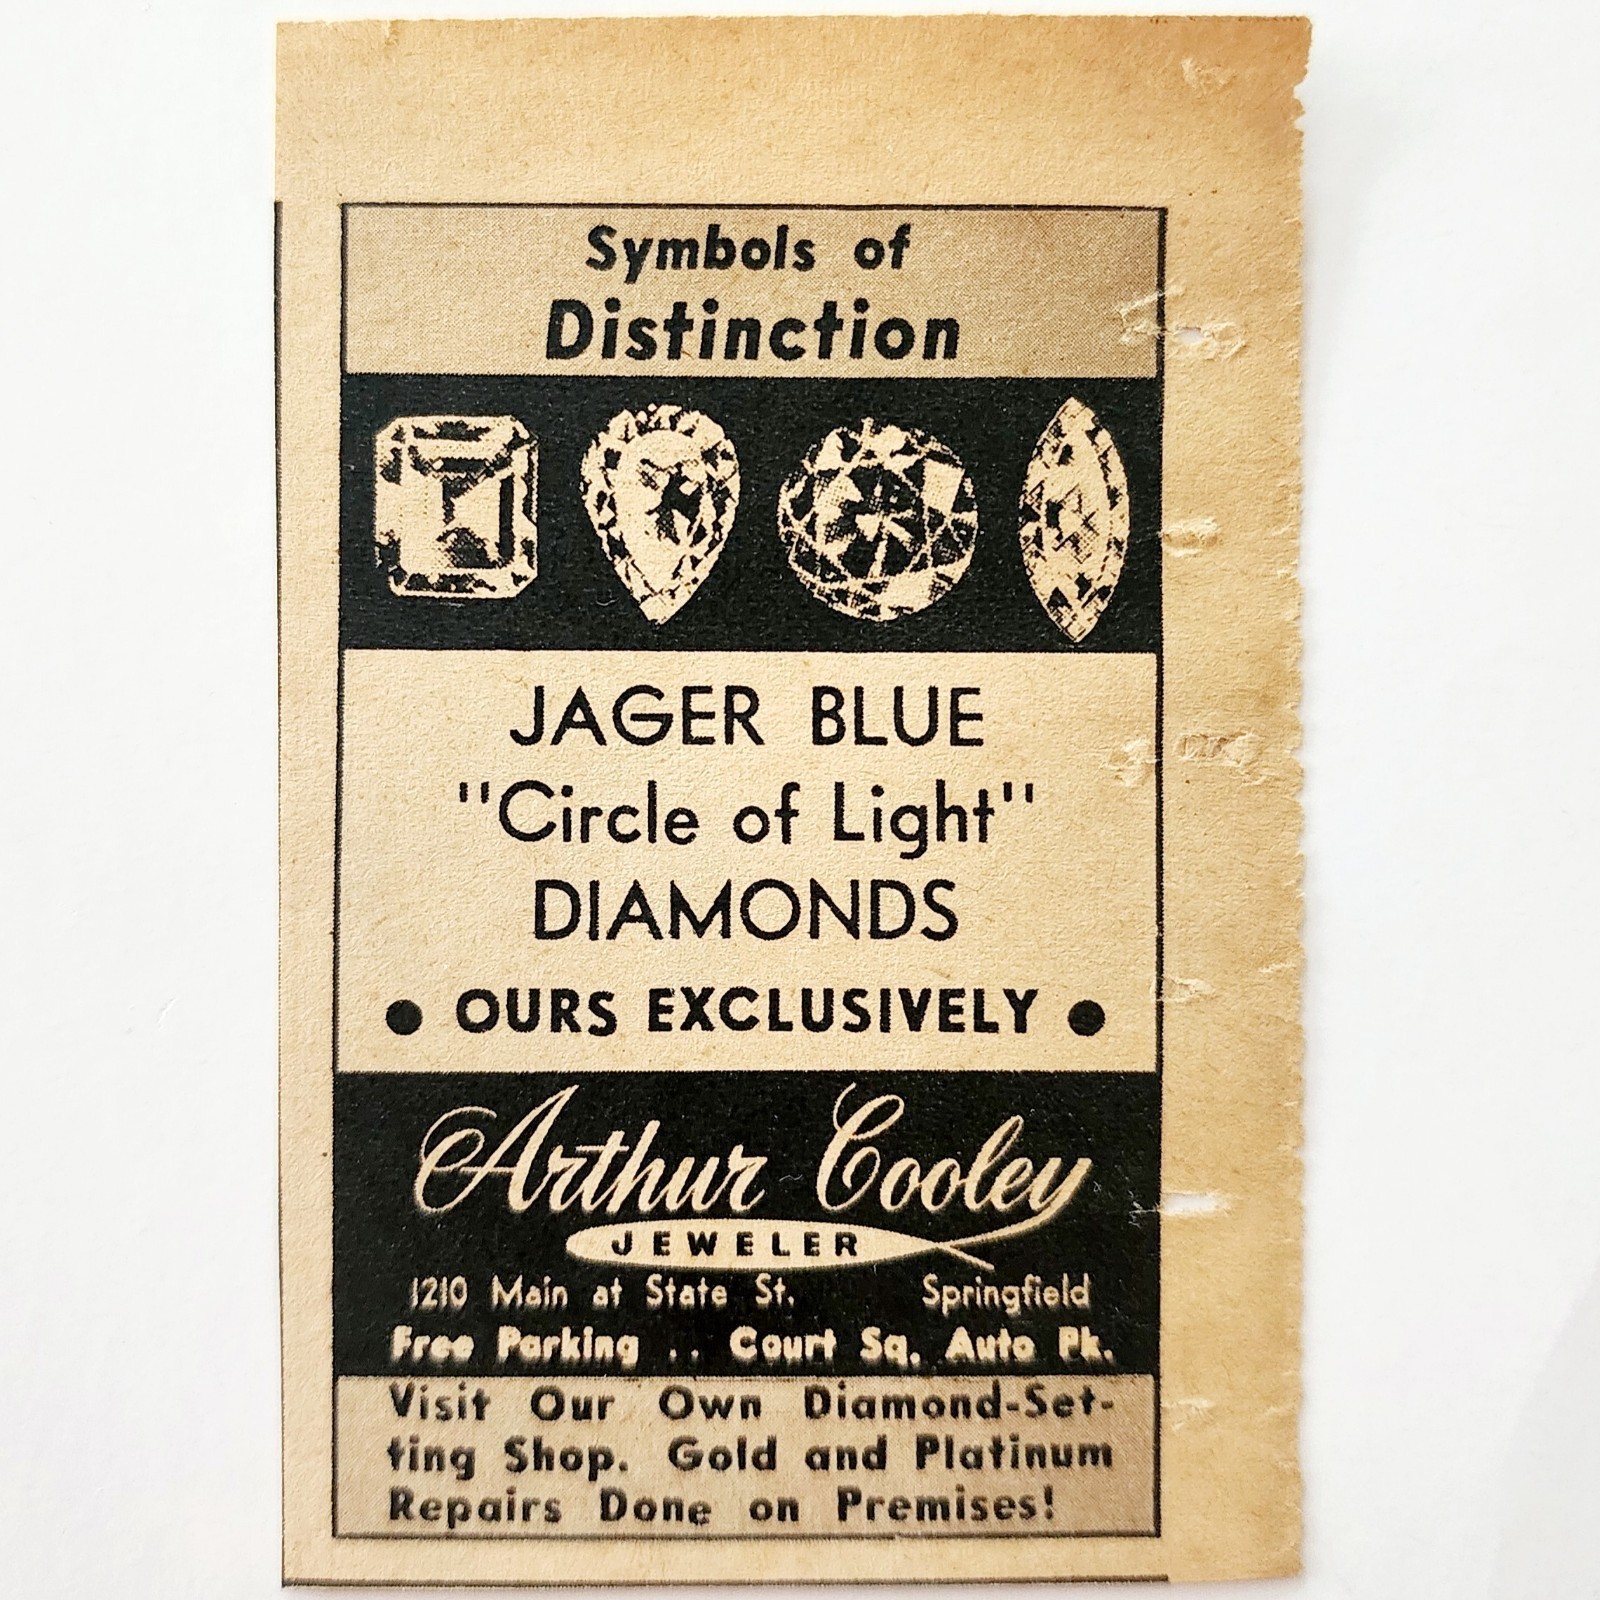 Symbols of
Distinction
JAGER BLUE
"Circle of Light"
DIAMONDS
• OURS EXCLUSIVELY •
Arthur Cooley
JEWELER
1210 Main at State St. Springfield
Free Parking .. Court Sq. Auto Pk.
Visit Our Own Diamond-Set-
ting Shop. Gold and Platinum
Repairs Done on Premises!